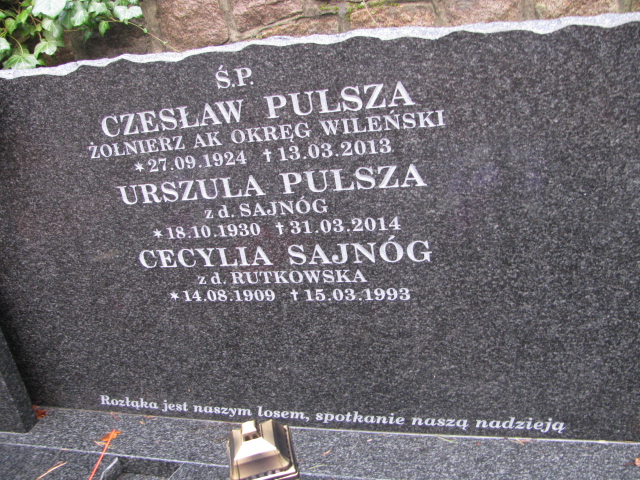 Ś.P.
CZESŁAW PULSZA
ŻOŁNIERZ AK OKRĘG WILEŃSKI
*27.09.1924 †13.03.2013
URSZULA PULSZA
z d. SAJNÓG
*18.10.1930 †31.03.2014
CECYLIA SAJNÓG
z d. RUTKOWSKA
*14.08.1909 †15.03.1993
Rozłąka jest naszym losem, spotkanie naszą nadzieją